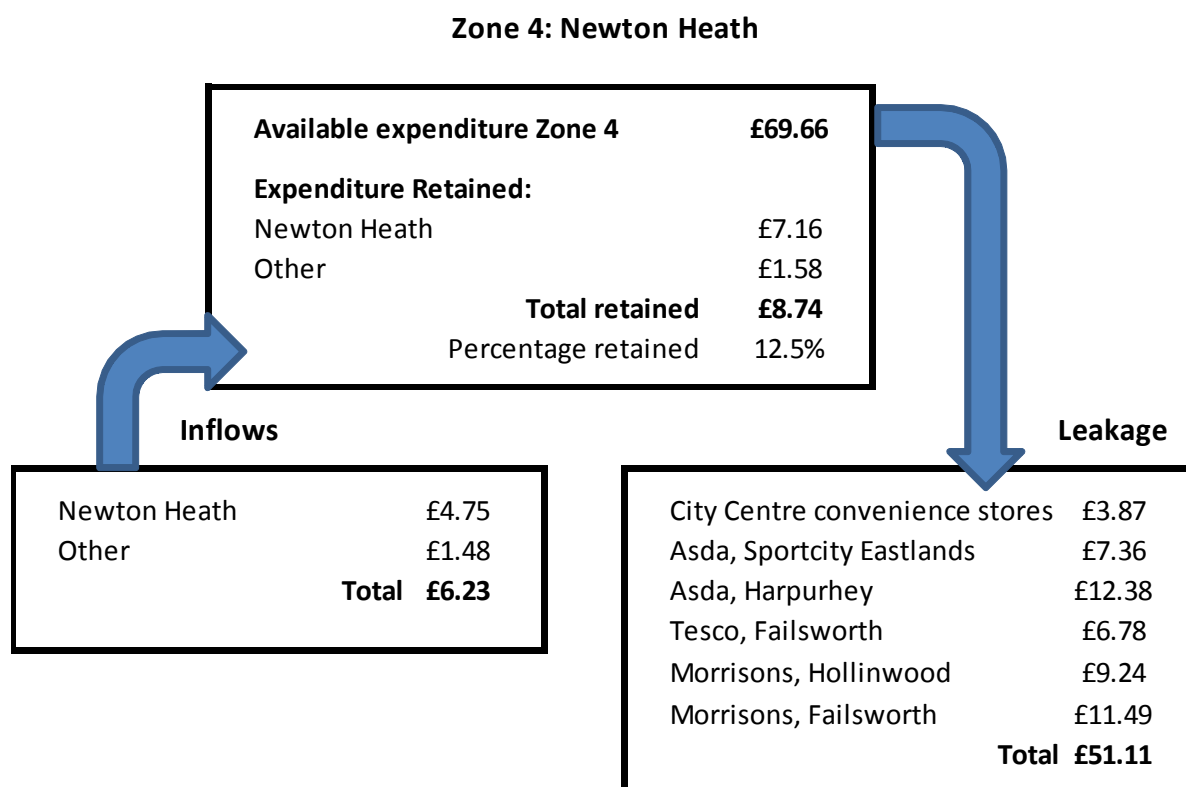 Zone 4: Newton Heath
Available expenditure Zone 4 £69.66
Expenditure Retained:
Newton Heath £7.16
Other £1.58
Total retained £8.74
Percentage retained 12.5%
Inflows
Newton Heath £4.75
Other £1.48
Total £6.23
Leakage
City Centre convenience stores £3.87
Asda, Sportcity Eastlands £7.36
Asda, Harpurhey £12.38
Tesco, Failsworth £6.78
Morrisons, Hollinwood £9.24
Morrisons, Failsworth £11.49
Total £51.11